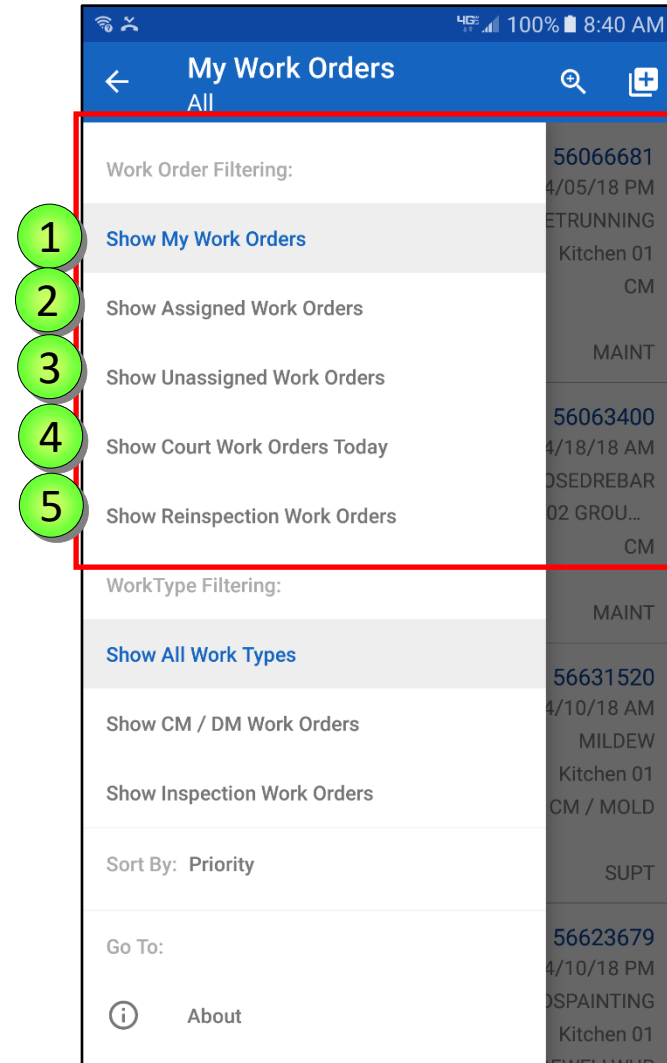 4GE 100% 8:40 AM
My Work Orders
All
Work Order Filtering:
1 Show My Work Orders
2 Show Assigned Work Orders
3 Show Unassigned Work Orders
4 Show Court Work Orders Today
5 Show Reinspection Work Orders
WorkType Filtering:
Show All Work Types
Show CM / DM Work Orders
Show Inspection Work Orders
Sort By: Priority
Go To:
About
56066681
4/05/18 PM
ETRUNNING
Kitchen 01
CM
MAINT
56063400
4/18/18 AM
OSEDREBAR
02 GROU...
CM
MAINT
56631520
4/10/18 AM
MILDEW
Kitchen 01
CM / MOLD
SUPT
56623679
4/10/18 PM
DSPAINTING
Kitchen 01